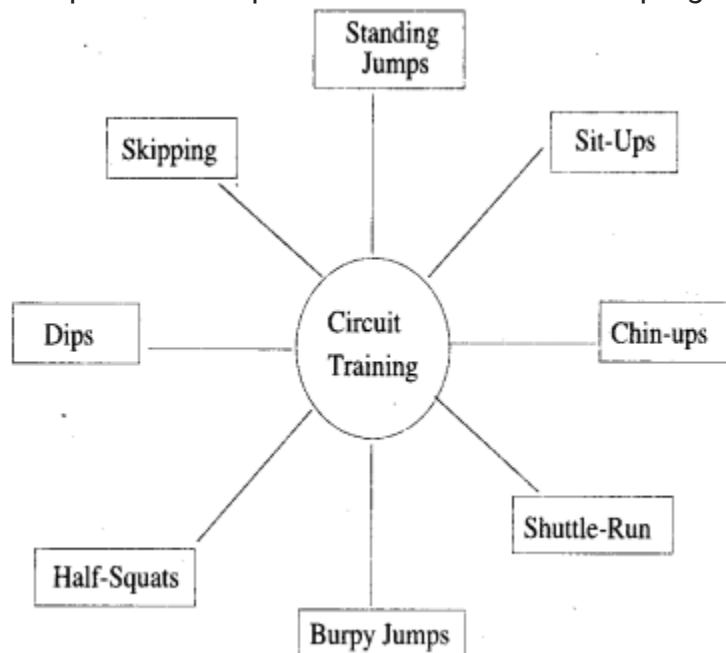 Standing
Jumps
Sit-Ups
Skipping
Circuit
Training
Chin-ups
Dips
Shuttle-Run
Half-Squats
Burpy Jumps